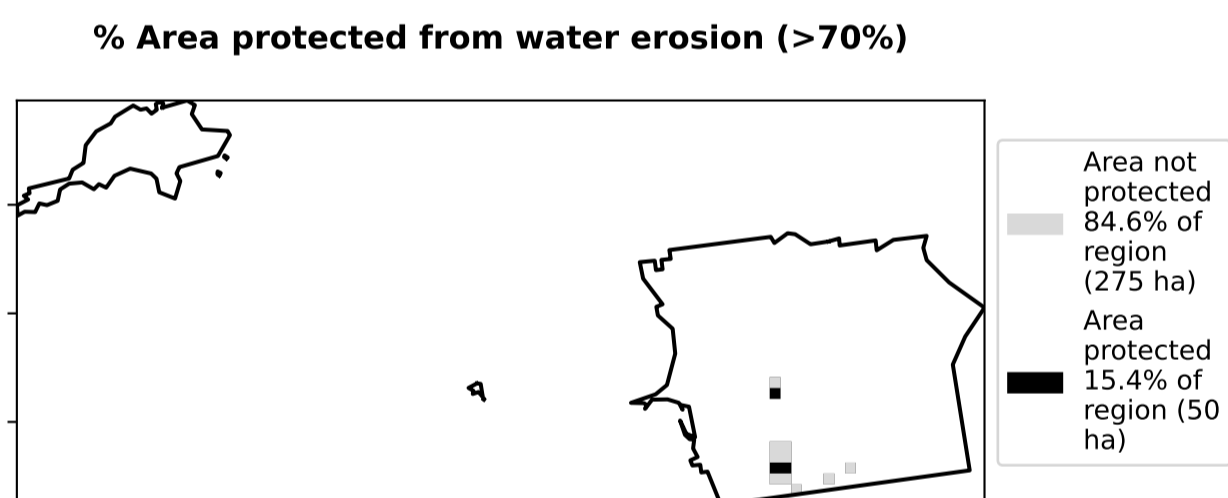 % Area protected from water erosion (>70%)
Area not
protected
84.6% of
region
(275 ha)
Area
protected
15.4% of
region (50
ha)